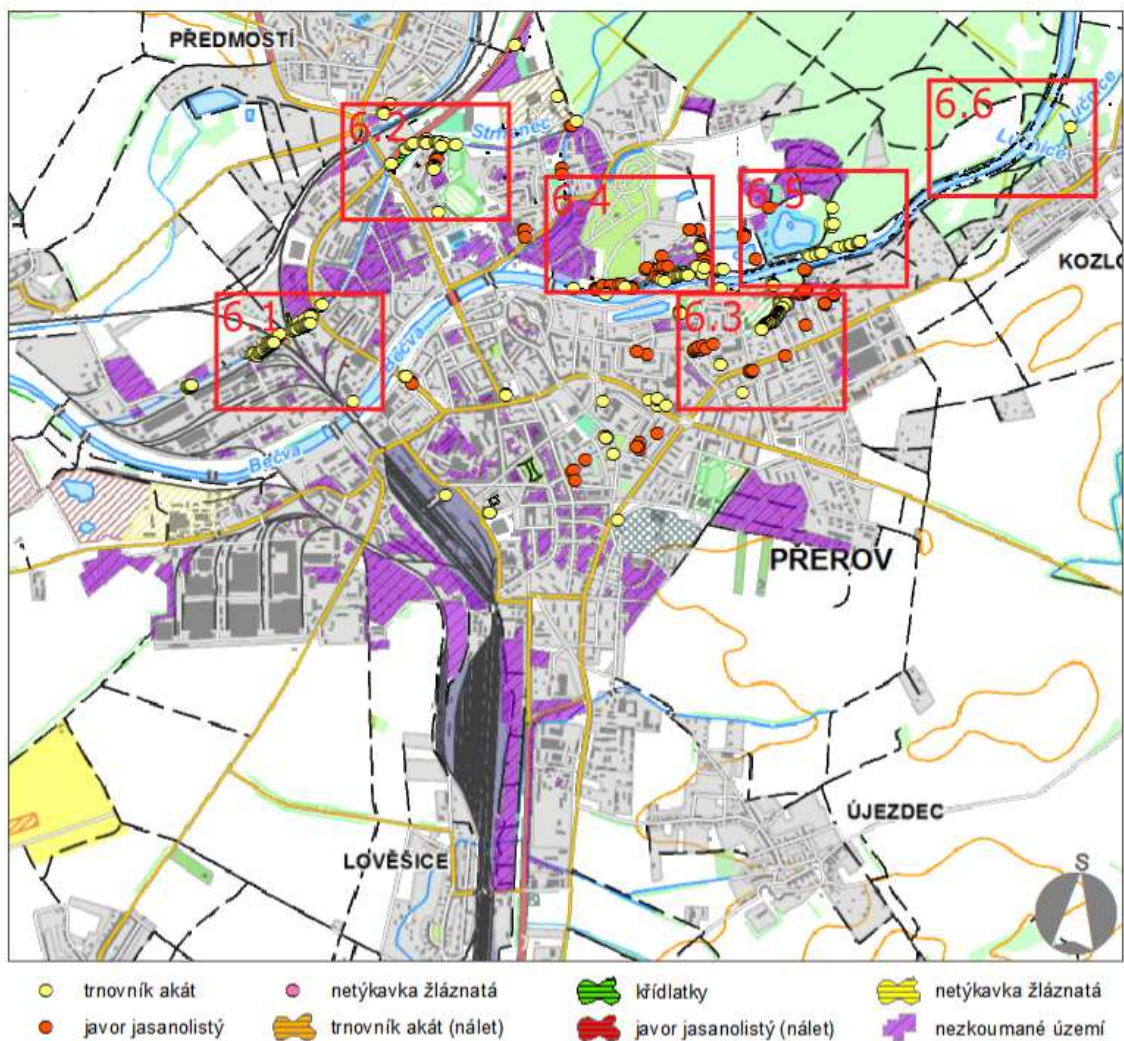 PŘEDMOSTÍ
6.2
Strhanec
6.6
Lučnice
Lučnice
6.4
6.5
KOZLO
6.1
6.3
Bečva
Bečva
PŘEROV
ÚJEZDEC
LOVĚŠICE
S
trnovník akát
netýkavka žláznatá
křídlatky
netýkavka žláznatá
javor jasanolistý
trnovník akát (nálet)
javor jasanolistý (nálet)
nezkoumané území